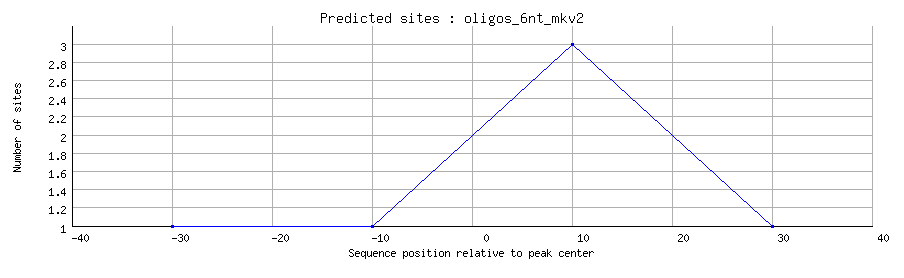 Predicted sites : oligos_6nt_mkv2
Number of sites
3
2.8
2.6
2.4
2.2
2
1.8
1.6
1.4
1.2
1
-40 -30 -20 -10 0 10 20 30 40
Sequence position relative to peak center